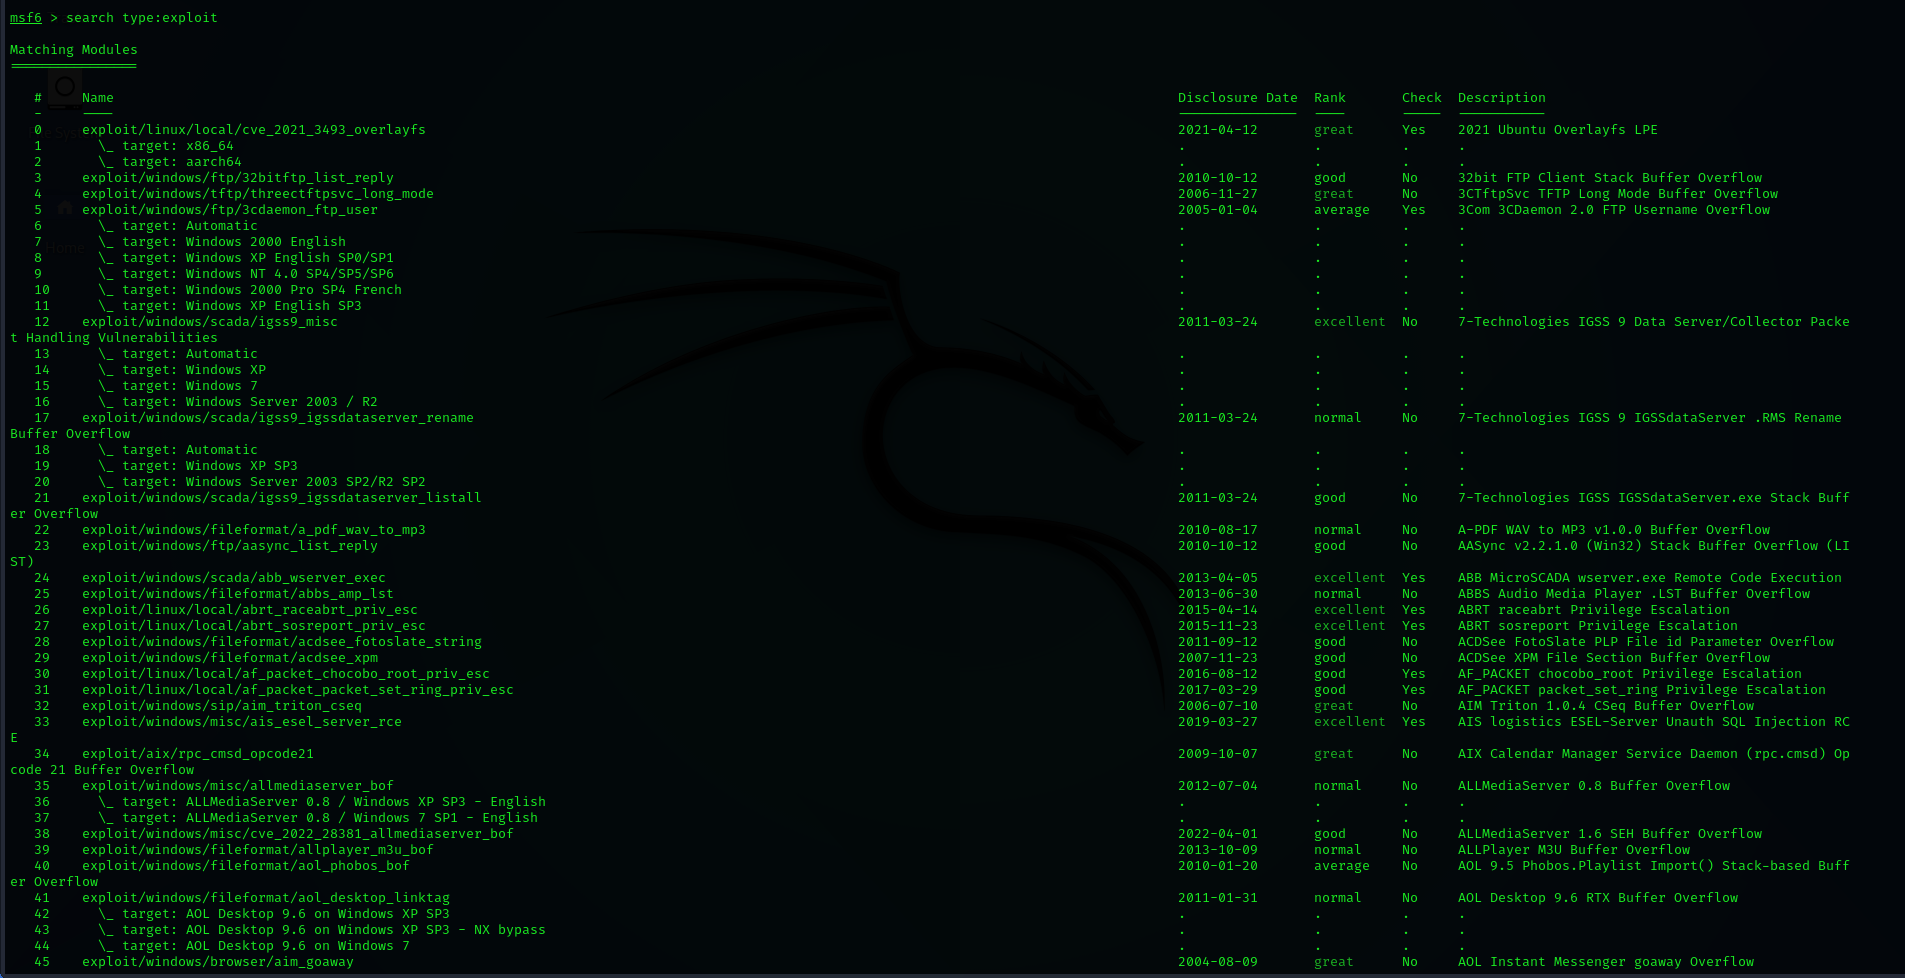 msf6 > search type:exploit
Matching Modules
================
# Name Disclosure Date Rank Check Description
- ---- --------------- ---- ----- -----------
0 exploit/linux/local/cve_2021_3493_overlayfs 2021-04-12 great Yes 2021 Ubuntu Overlayfs LPE
1 \_ target: x86_64 . . . .
2 \_ target: aarch64 . . . .
3 exploit/windows/ftp/32bitftp_list_reply 2010-10-12 good No 32bit FTP Client Stack Buffer Overflow
4 exploit/windows/tftp/threectftpsvc_long_mode 2006-11-27 great No 3CTftpSvc TFTP Long Mode Buffer Overflow
5 exploit/windows/ftp/3cdaemon_ftp_user 2005-01-04 average Yes 3Com 3CDaemon 2.0 FTP Username Overflow
6 \_ target: Automatic . . . .
7 \_ target: Windows 2000 English . . . .
8 \_ target: Windows XP English SP0/SP1 . . . .
9 \_ target: Windows NT 4.0 SP4/SP5/SP6 . . . .
10 \_ target: Windows 2000 Pro SP4 French . . . .
11 \_ target: Windows XP English SP3 . . . .
12 exploit/windows/scada/igss9_misc 2011-03-24 excellent No 7-Technologies IGSS 9 Data Server/Collector Packe
t Handling Vulnerabilities
13 \_ target: Automatic . . . .
14 \_ target: Windows XP . . . .
15 \_ target: Windows 7 . . . .
16 \_ target: Windows Server 2003 / R2 . . . .
17 exploit/windows/scada/igss9_igssdataserver_rename 2011-03-24 normal No 7-Technologies IGSS 9 IGSSdataServer .RMS Rename
Buffer Overflow
18 \_ target: Automatic . . . .
19 \_ target: Windows XP SP3 . . . .
20 \_ target: Windows Server 2003 SP2/R2 SP2 . . . .
21 exploit/windows/scada/igss9_igssdataserver_listall 2011-03-24 good No 7-Technologies IGSS IGSSdataServer.exe Stack Buff
er Overflow
22 exploit/windows/fileformat/a_pdf_wav_to_mp3 2010-08-17 normal No A-PDF WAV to MP3 v1.0.0 Buffer Overflow
23 exploit/windows/ftp/aasync_list_reply 2010-10-12 good No AASync v2.2.1.0 (Win32) Stack Buffer Overflow (LI
ST)
24 exploit/windows/scada/abb_wserver_exec 2013-04-05 excellent Yes ABB MicroSCADA wserver.exe Remote Code Execution
25 exploit/windows/fileformat/abbs_amp_lst 2013-06-30 normal No ABBS Audio Media Player .LST Buffer Overflow
26 exploit/linux/local/abrt_raceabrt_priv_esc 2015-04-14 excellent Yes ABRT raceabrt Privilege Escalation
27 exploit/linux/local/abrt_sosreport_priv_esc 2015-11-23 excellent Yes ABRT sosreport Privilege Escalation
28 exploit/windows/fileformat/acdsee_fotoslate_string 2011-09-12 good No ACDSee FotoSlate PLP File id Parameter Overflow
29 exploit/windows/fileformat/acdsee_xpm 2007-11-23 good No ACDSee XPM File Section Buffer Overflow
30 exploit/linux/local/af_packet_chocobo_root_priv_esc 2016-08-12 good Yes AF_PACKET chocobo_root Privilege Escalation
31 exploit/linux/local/af_packet_packet_set_ring_priv_esc 2017-03-29 good Yes AF_PACKET packet_set_ring Privilege Escalation
32 exploit/windows/sip/aim_triton_cseq 2006-07-10 great No AIM Triton 1.0.4 CSeq Buffer Overflow
33 exploit/windows/misc/ais_esel_server_rce 2019-03-27 excellent Yes AIS logistics ESEL-Server Unauth SQL Injection RC
E
34 exploit/aix/rpc_cmsd_opcode21 2009-10-07 great No AIX Calendar Manager Service Daemon (rpc.cmsd) Op
code 21 Buffer Overflow
35 exploit/windows/misc/allmediaserver_bof 2012-07-04 normal No ALLMediaServer 0.8 Buffer Overflow
36 \_ target: ALLMediaServer 0.8 / Windows XP SP3 - English . . . .
37 \_ target: ALLMediaServer 0.8 / Windows 7 SP1 - English . . . .
38 exploit/windows/misc/cve_2022_28381_allmediaserver_bof 2022-04-01 good No ALLMediaServer 1.6 SEH Buffer Overflow
39 exploit/windows/fileformat/allplayer_m3u_bof 2013-10-09 normal No ALLPlayer M3U Buffer Overflow
40 exploit/windows/fileformat/aol_phobos_bof 2010-01-20 average No AOL 9.5 Phobos.Playlist Import() Stack-based Buff
er Overflow
41 exploit/windows/fileformat/aol_desktop_linktag 2011-01-31 normal No AOL Desktop 9.6 RTX Buffer Overflow
42 \_ target: AOL Desktop 9.6 on Windows XP SP3 . . . .
43 \_ target: AOL Desktop 9.6 on Windows XP SP3 - NX bypass . . . .
44 \_ target: AOL Desktop 9.6 on Windows 7 . . . .
45 exploit/windows/browser/aim_goaway 2004-08-09 great No AOL Instant Messenger goaway Overflow
Home